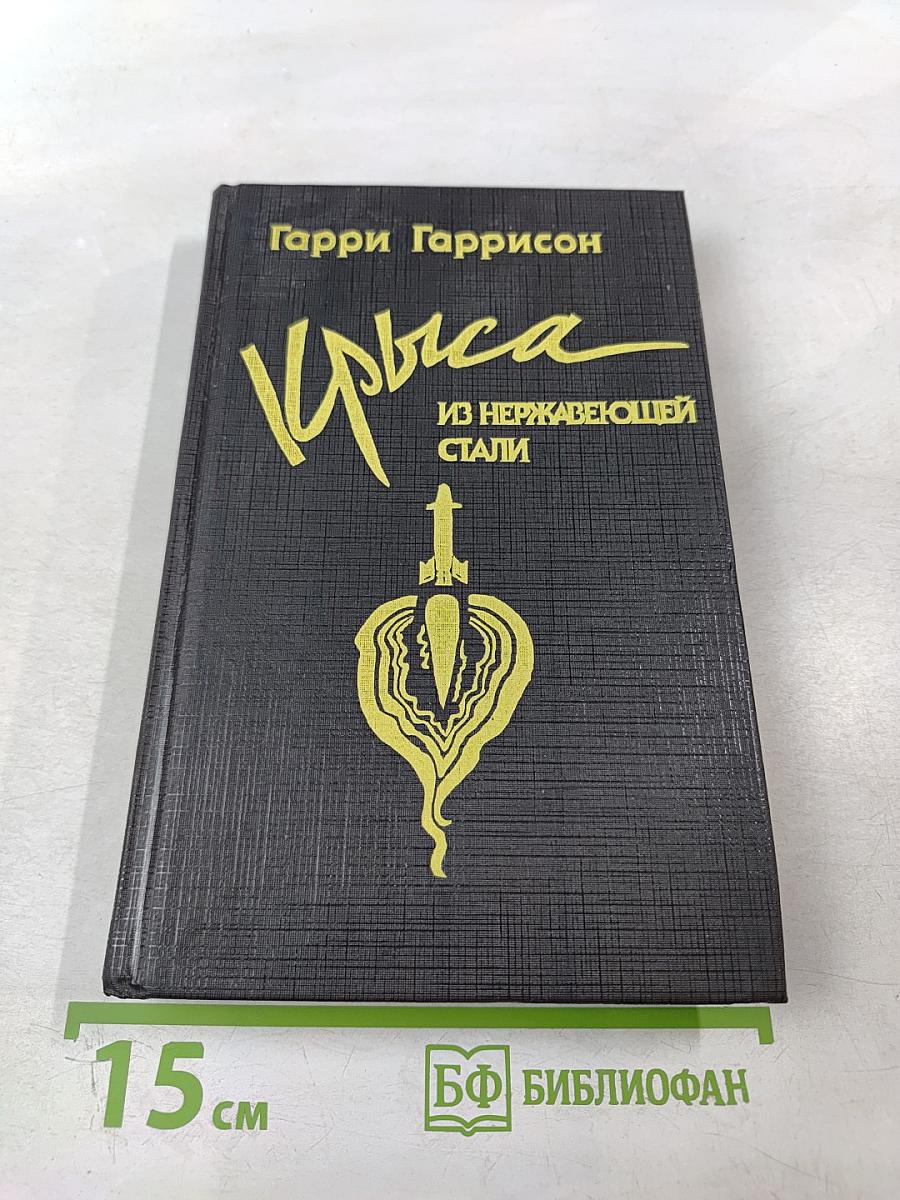 Гарри Гаррисон
Крыса
ИЗ НЕРЖАВЕЮЩЕЙ
СТАЛИ
15 см
БФ БИБЛИОФАН